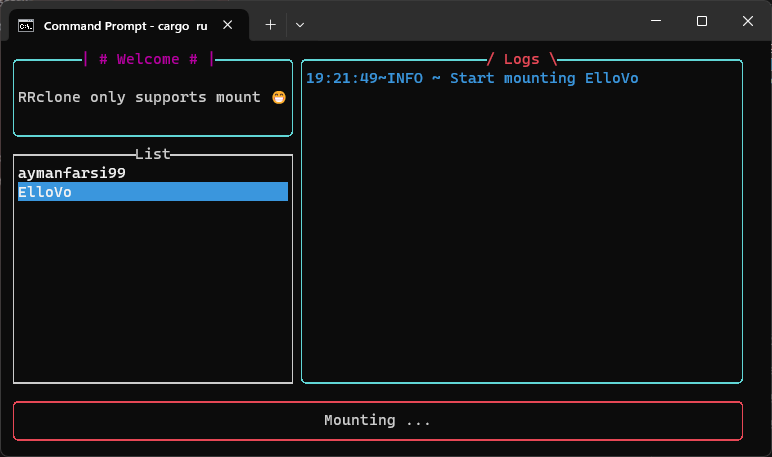 Command Prompt - cargo ru
| # Welcome # |
RRclone only supports mount 😁
List
aymanfarsi99
ElloVo
/ Logs \
19:21:49~INFO ~ Start mounting ElloVo
Mounting ...